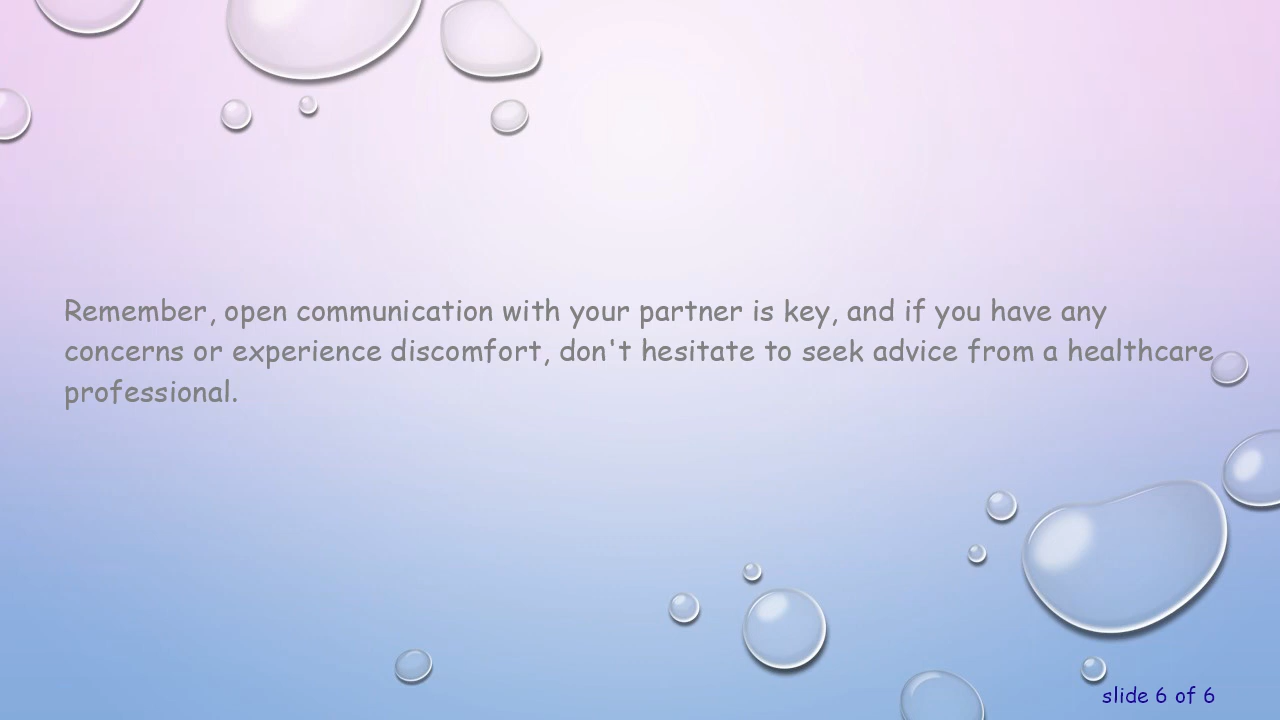 Remember, open communication with your partner is key, and if you have any
concerns or experience discomfort, don't hesitate to seek advice from a healthcare
professional.
slide 6 of 6